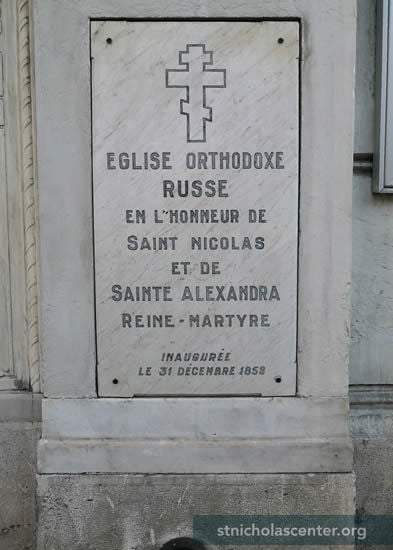 EGLISE ORTHODOXE
RUSSE
EN L'HONNEUR DE
SAINT NICOLAS
ET DE
SAINTE ALEXANDRA
REINE-MARTYRE
INAUGURÉE
LE 31 DÉCEMBRE 1859
stnicholascenter.org